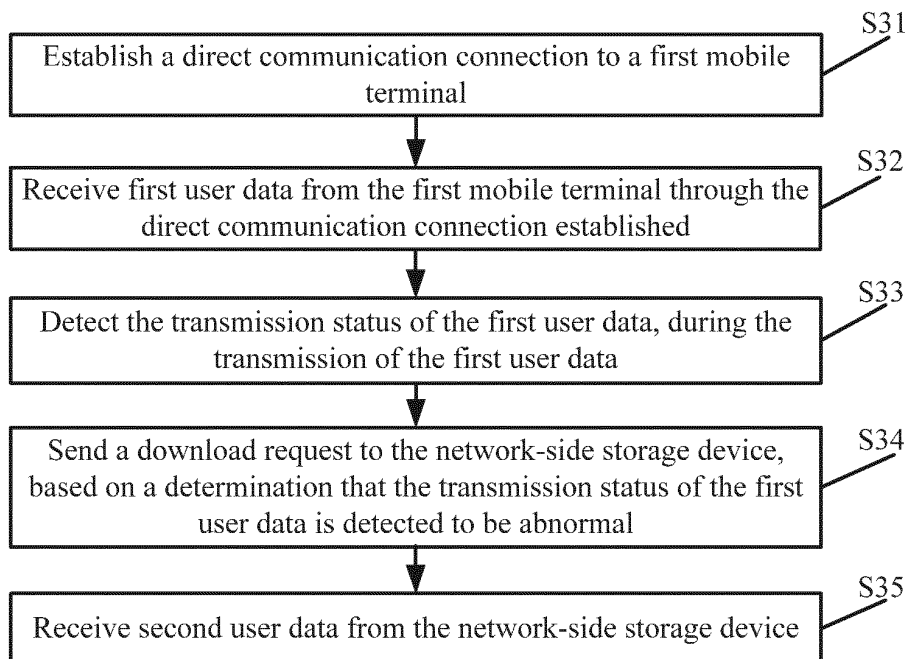 S31
Establish a direct communication connection to a first mobile
terminal
S32
Receive first user data from the first mobile terminal through the
direct communication connection established
S33
Detect the transmission status of the first user data, during the
transmission of the first user data
S34
Send a download request to the network-side storage device,
based on a determination that the transmission status of the first
user data is detected to be abnormal
S35
Receive second user data from the network-side storage device